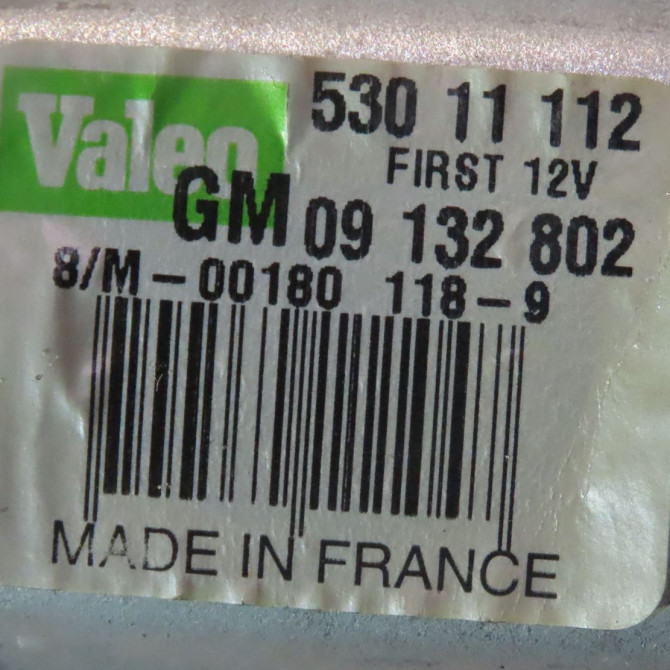 Valeo 530 11 112
FIRST 12V
GM 09 132 802
8/M-00180 118-9
MADE IN FRANCE